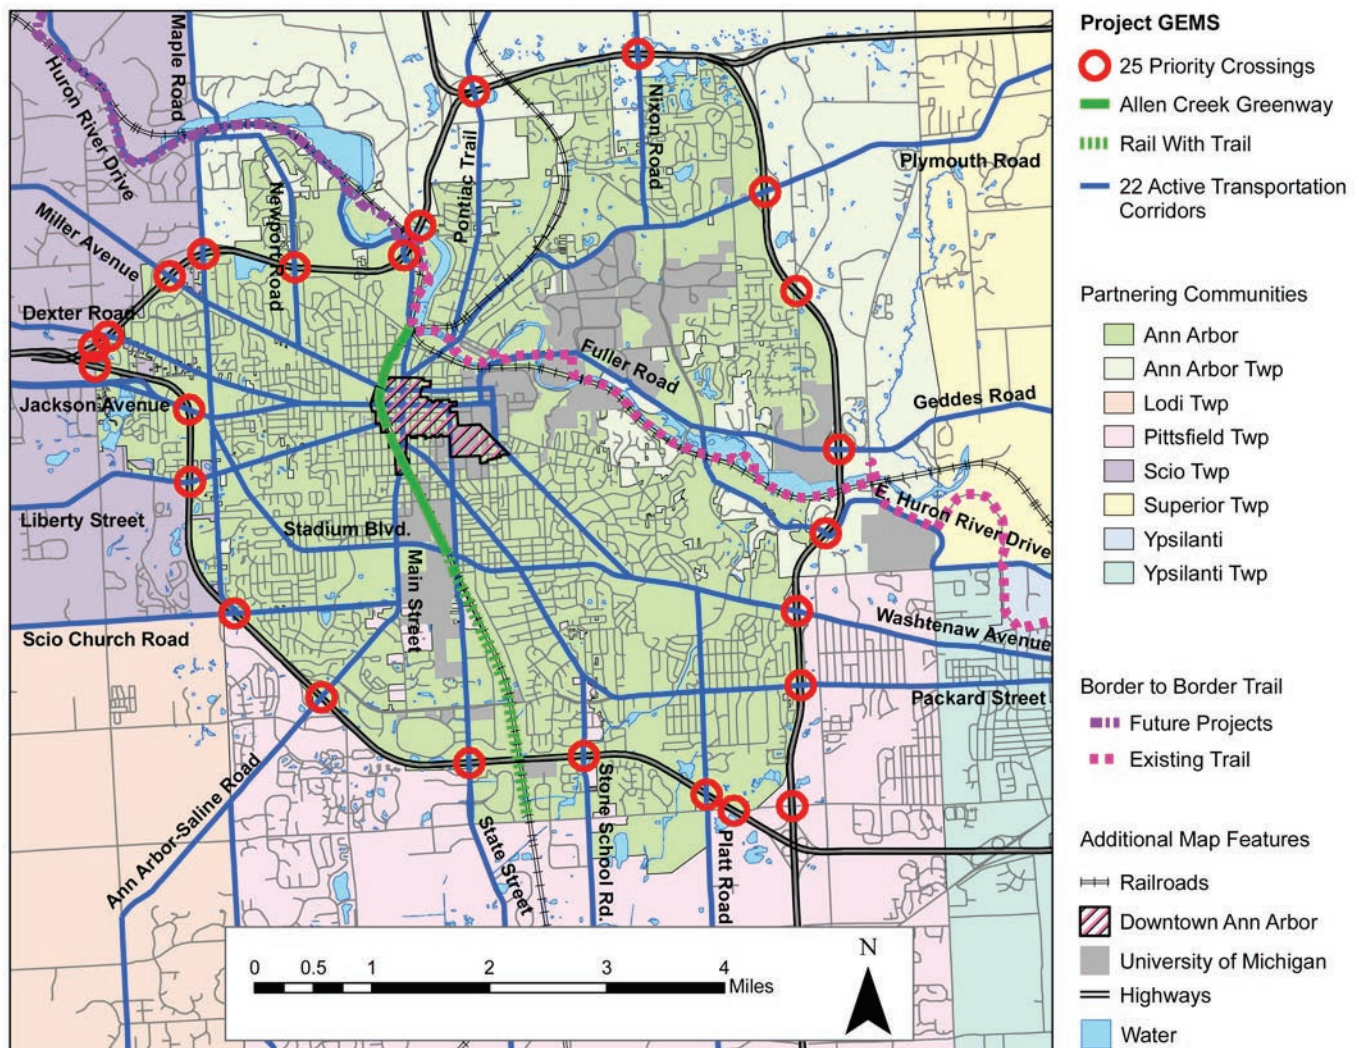 Maple Road
Huron River Drive
Miller Avenue
Newport Road
Pontiac Trail
Nixon Road
Plymouth Road
Dexter Road
Jackson Avenue
Fuller Road
Geddes Road
Liberty Street
Stadium Blvd.
Main Street
E. Huron River Drive
Scio Church Road
Washtenaw Avenue
Packard Street
Ann Arbor-Saline Road
State Street
Stone School Rd.
Platt Road
0 0.5 1 2 3 4
Miles
N
Project GEMS
25 Priority Crossings
Allen Creek Greenway
Rail With Trail
22 Active Transportation
Corridors
Partnering Communities
Ann Arbor
Ann Arbor Twp
Lodi Twp
Pittsfield Twp
Scio Twp
Superior Twp
Ypsilanti
Ypsilanti Twp
Border to Border Trail
Future Projects
Existing Trail
Additional Map Features
Railroads
Downtown Ann Arbor
University of Michigan
Highways
Water